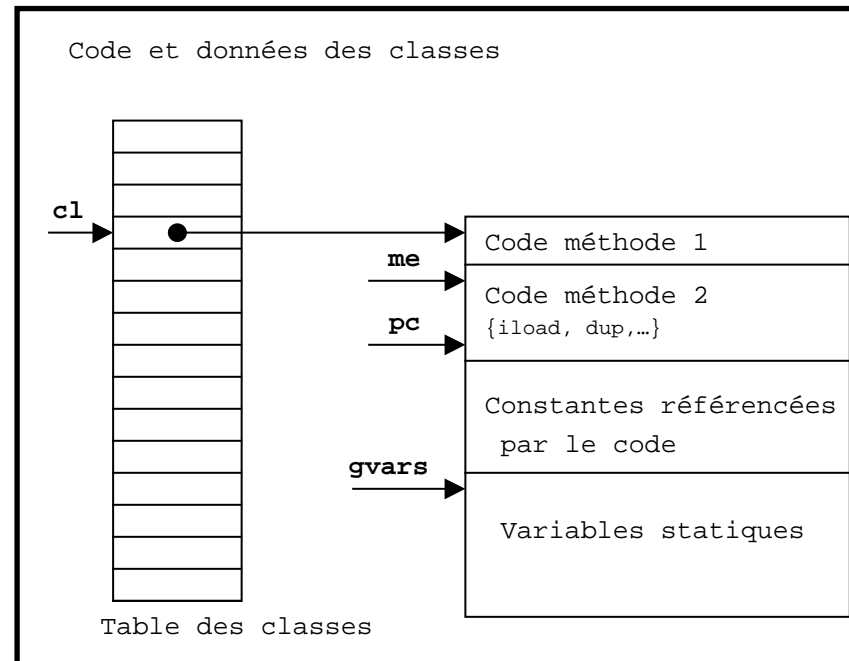 Code et données des classes
cl
Code méthode 1
me
Code méthode 2
{iload, dup,…}
pc
Constantes référencées
par le code
gvars
Variables statiques
Table des classes